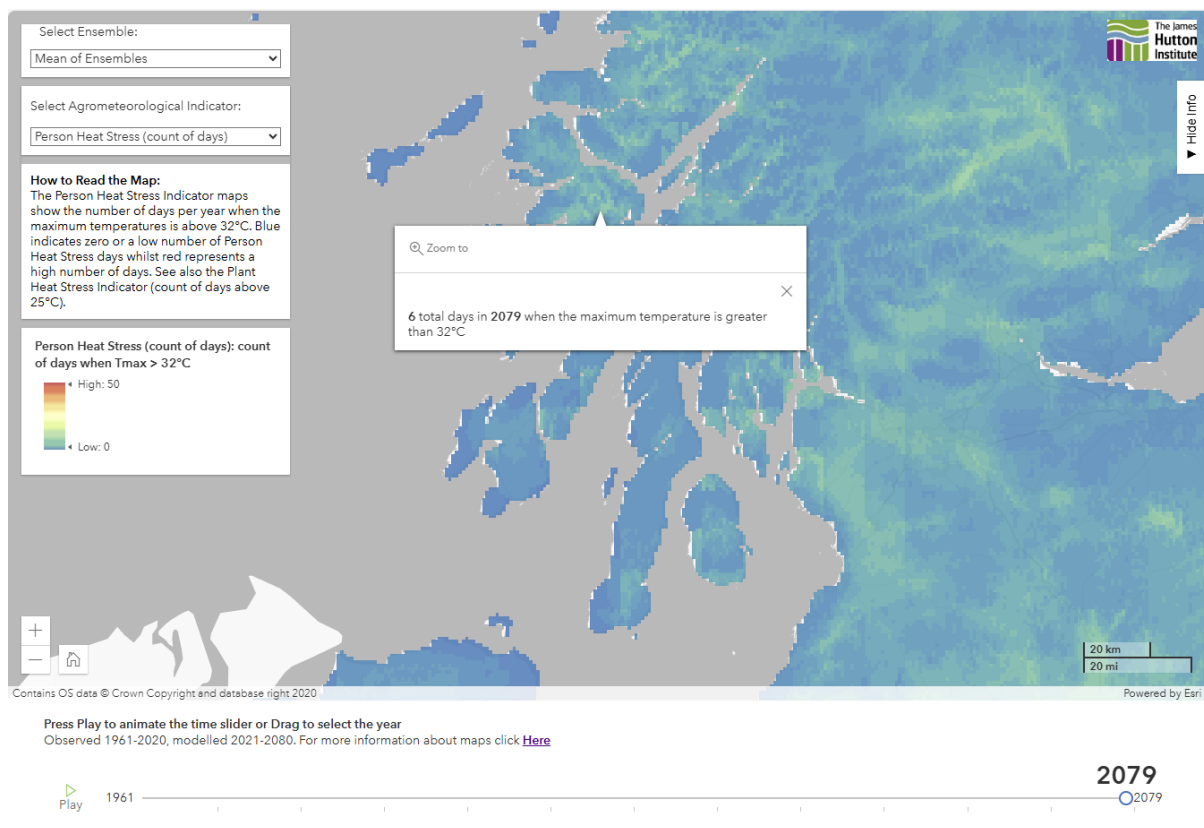 Select Ensemble:
Mean of Ensembles
Select Agrometeorological Indicator:
Person Heat Stress (count of days)
How to Read the Map:
The Person Heat Stress Indicator maps
show the number of days per year when the
maximum temperatures is above 32°C. Blue
indicates zero or a low number of Person
Heat Stress days whilst red represents a
high number of days. See also the Plant
Heat Stress Indicator (count of days above
25°C).
Person Heat Stress (count of days): count
of days when Tmax > 32°C
High: 50
Low: 0
The James
Hutton
Institute
▼ Hide Info
Zoom to
6 total days in 2079 when the maximum temperature is greater
than 32°C
20 km
20 mi
Contains OS data © Crown Copyright and database right 2020
Powered by Esri
Press Play to animate the time slider or Drag to select the year
Observed 1961-2020, modelled 2021-2080. For more information about maps click Here
2079
Play
1961
2079